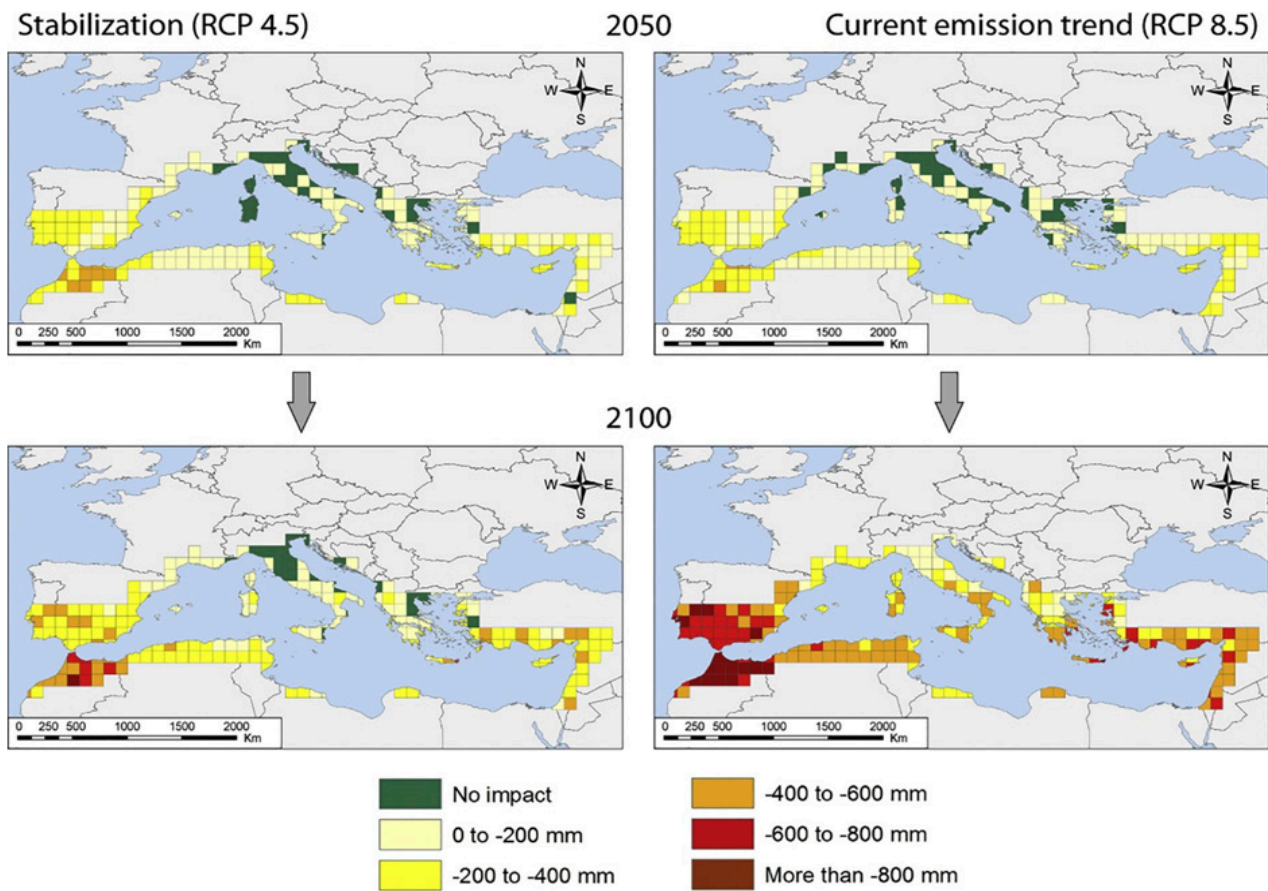 Stabilization (RCP 4.5) 2050 Current emission trend (RCP 8.5)
N
W E
S
0 250 500 1000 1500 2000
Km
N
W E
S
0 250 500 1000 1500 2000
Km
2100
N
W E
S
0 250 500 1000 1500 2000
Km
N
W E
S
0 250 500 1000 1500 2000
Km
No impact
0 to -200 mm
-200 to -400 mm
-400 to -600 mm
-600 to -800 mm
More than -800 mm